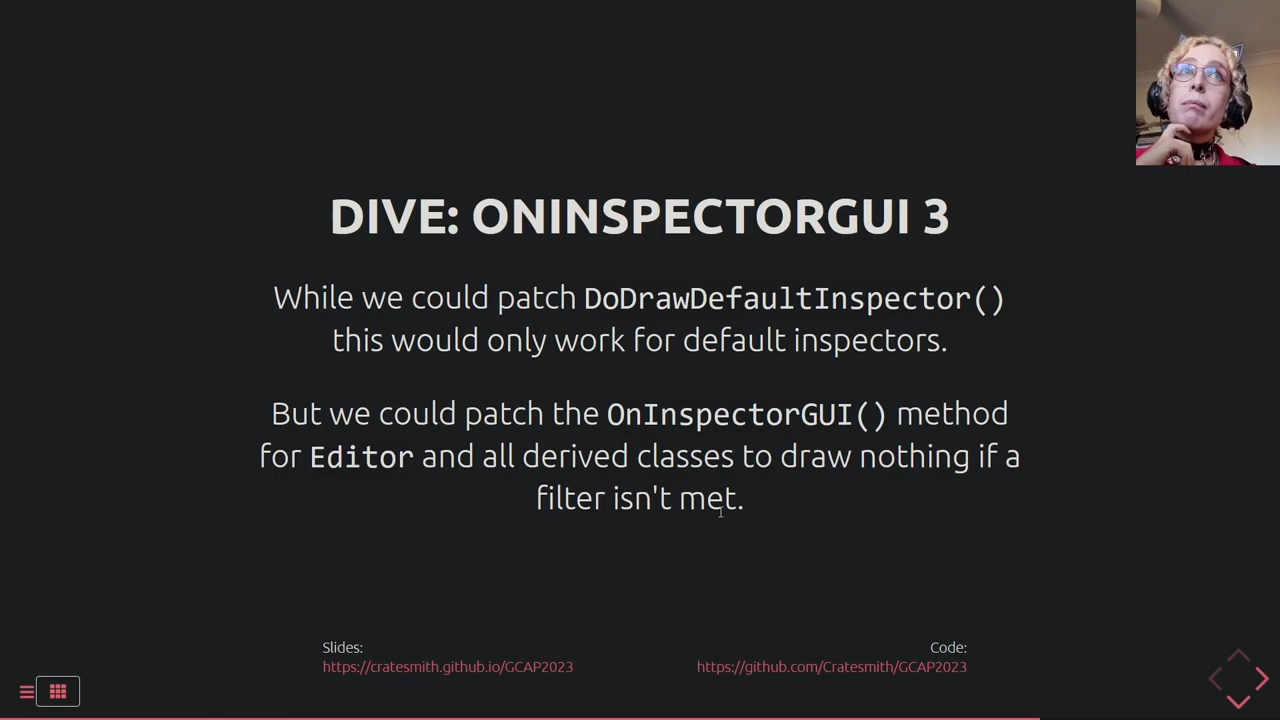 DIVE: ONINSPECTORGUI 3
While we could patch DoDrawDefaultInspector()
this would only work for default inspectors.
But we could patch the OnInspectorGUI() method
for Editor and all derived classes to draw nothing if a
filter isn't met.
Slides:
https://cratesmith.github.io/GCAP2023
Code:
https://github.com/Cratesmith/GCAP2023